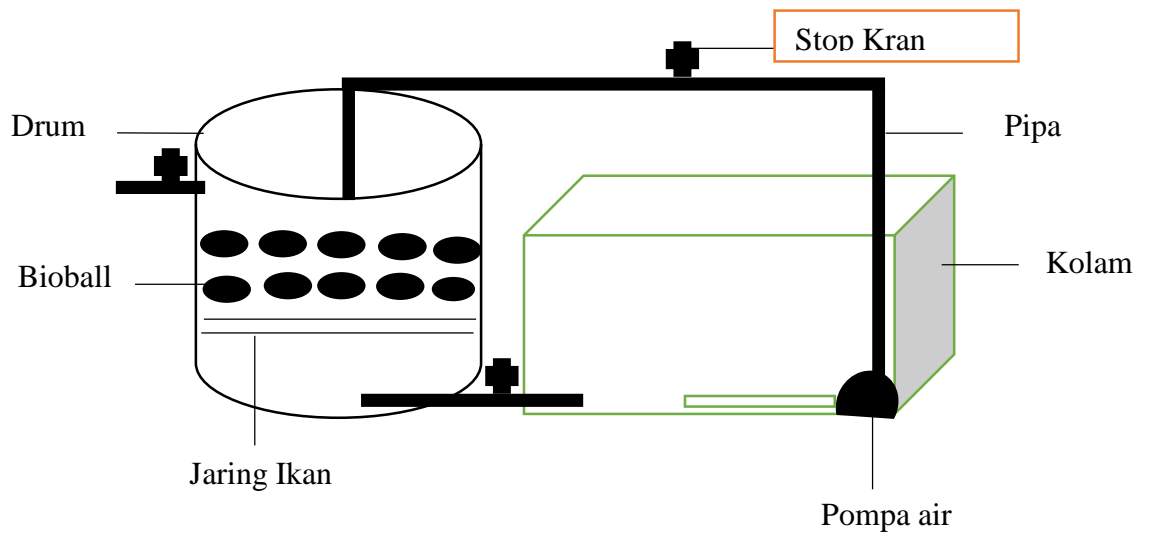 Stop Kran
Drum
Pipa
Bioball
Kolam
Jaring Ikan
Pompa air